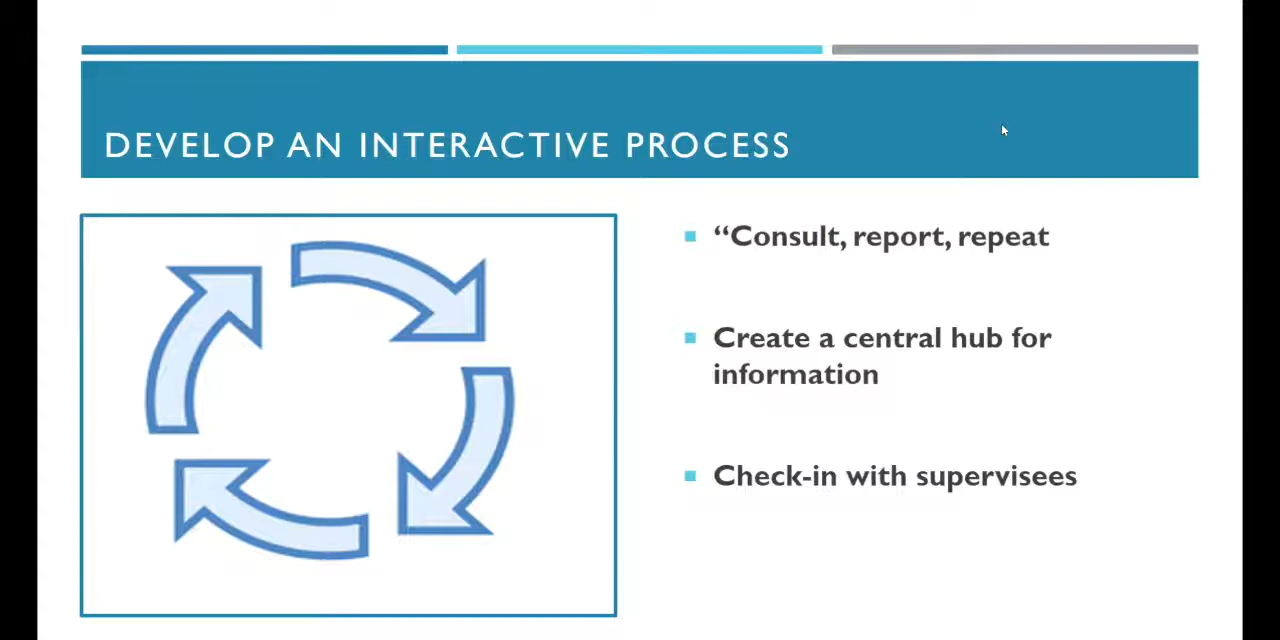 DEVELOP AN INTERACTIVE PROCESS
“Consult, report, repeat
Create a central hub for
information
Check-in with supervisees